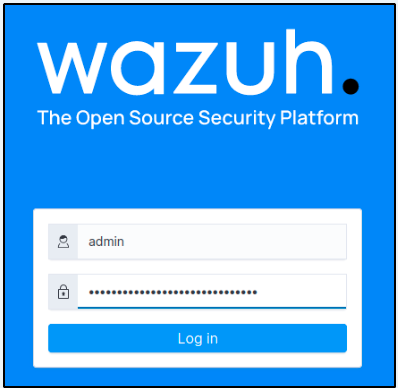 wazuh.
The Open Source Security Platform
admin
••••••••••••••••••••••••••••••
Log in